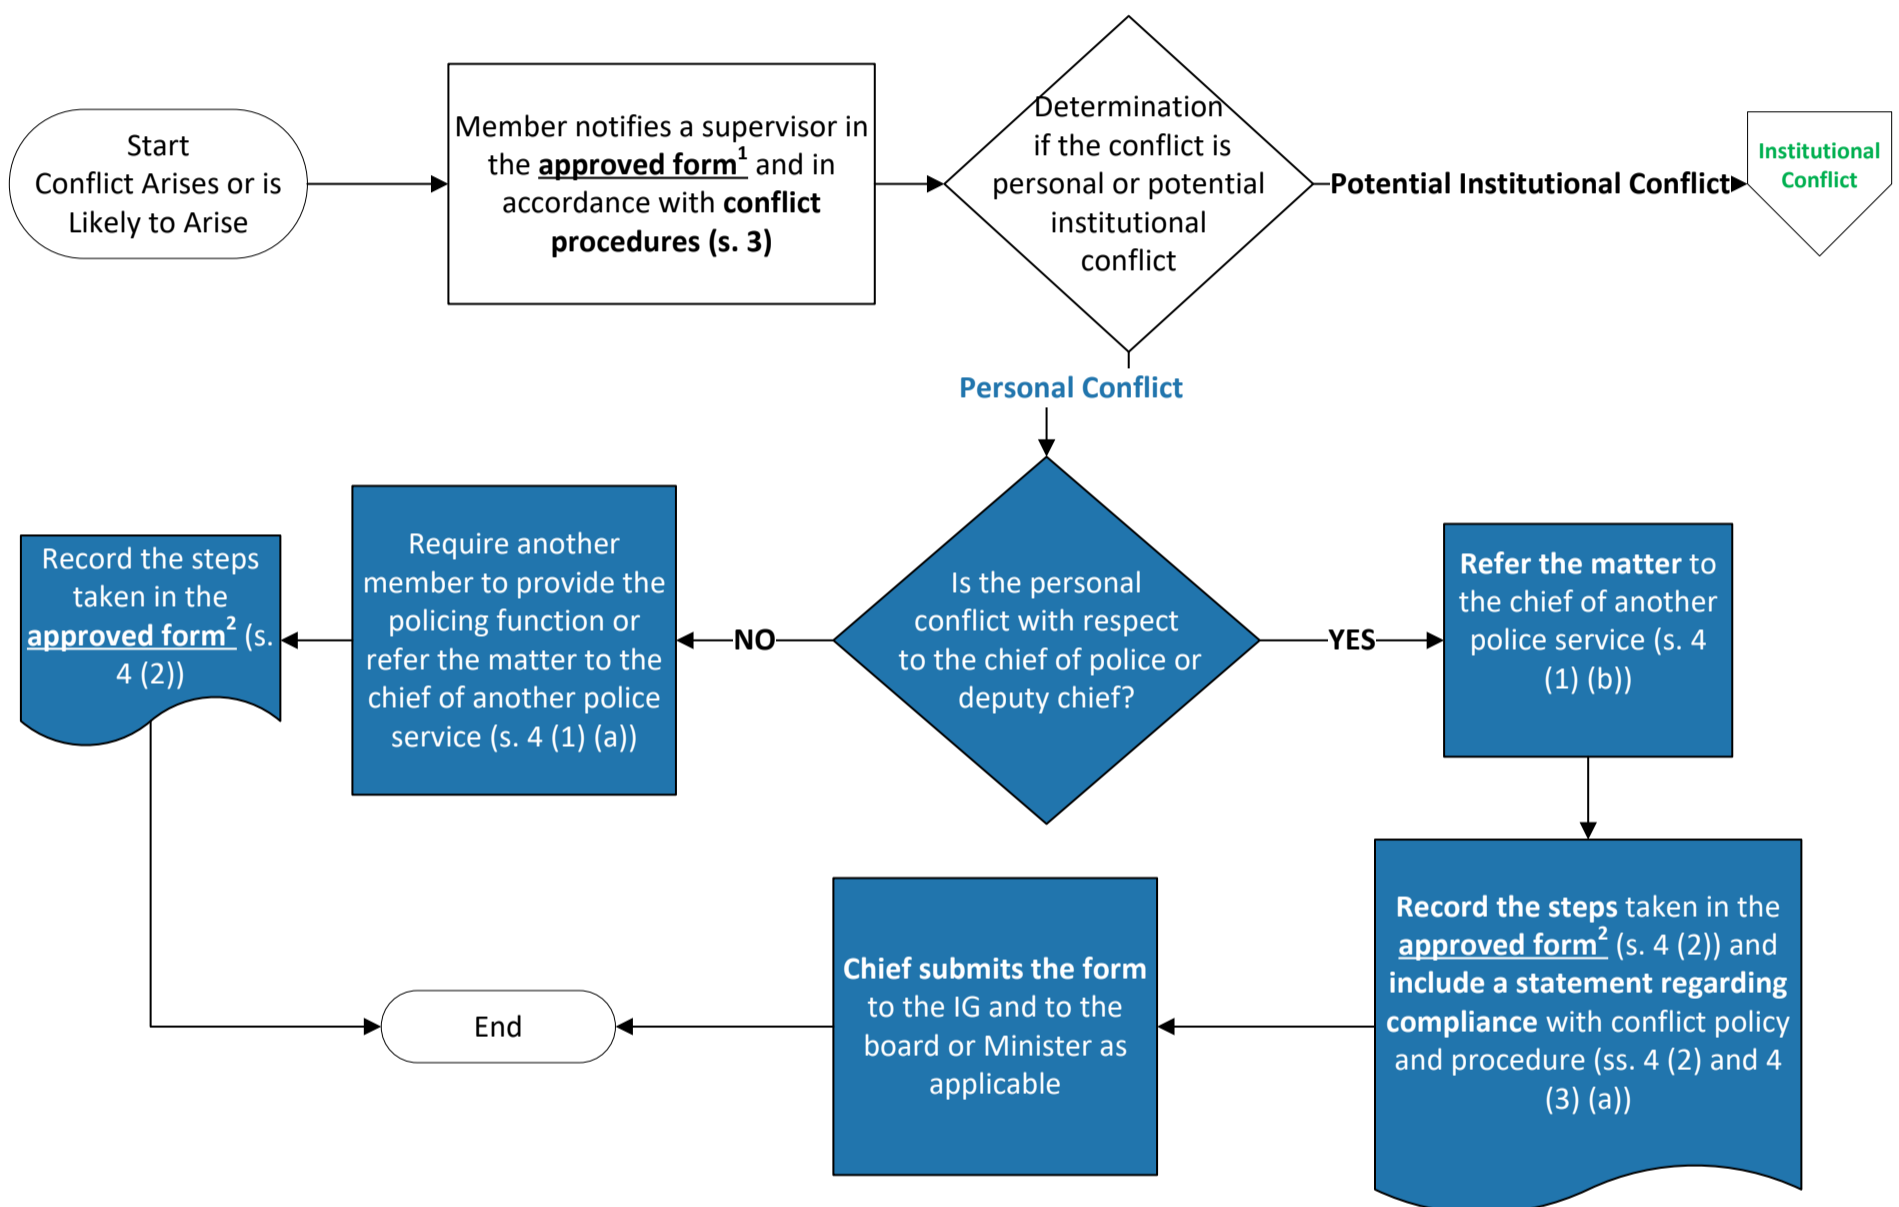 Start
Conflict Arises or is
Likely to Arise
Member notifies a supervisor in
the approved form¹ and in
accordance with conflict
procedures (s. 3)
Determination
if the conflict is
personal or potential
institutional
conflict
Potential Institutional Conflict
Institutional
Conflict
Personal Conflict
Is the personal
conflict with respect
to the chief of police or
deputy chief?
NO
Require another
member to provide the
policing function or
refer the matter to the
chief of another police
service (s. 4 (1) (a))
Record the steps
taken in the
approved form² (s.
4 (2))
YES
Refer the matter to
the chief of another
police service (s. 4
(1) (b))
Record the steps taken in the
approved form² (s. 4 (2)) and
include a statement regarding
compliance with conflict policy
and procedure (ss. 4 (2) and 4
(3) (a))
Chief submits the form
to the IG and to the
board or Minister as
applicable
End